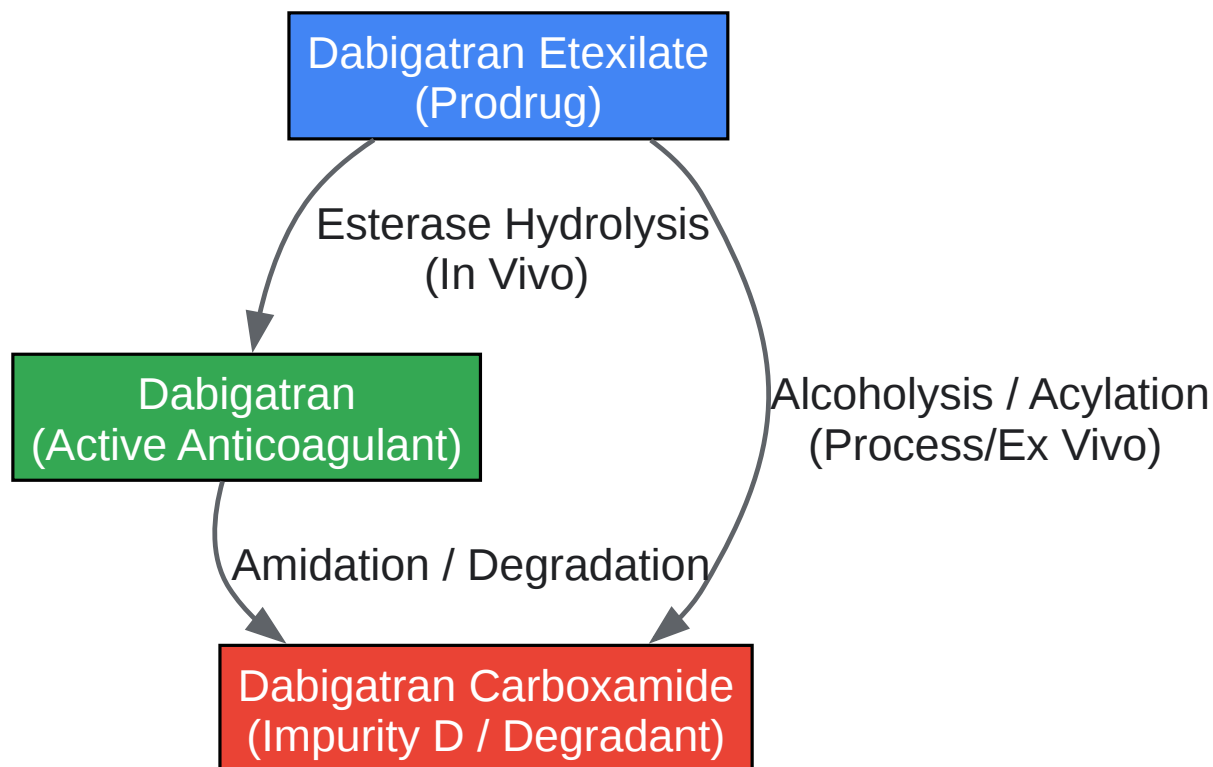 Dabigatran Etexilate
(Prodrug)
Esterase Hydrolysis
(In Vivo)
Dabigatran
(Active Anticoagulant)
Alcoholysis / Acylation
(Process/Ex Vivo)
Amidation / Degradation
Dabigatran Carboxamide
(Impurity D / Degradant)